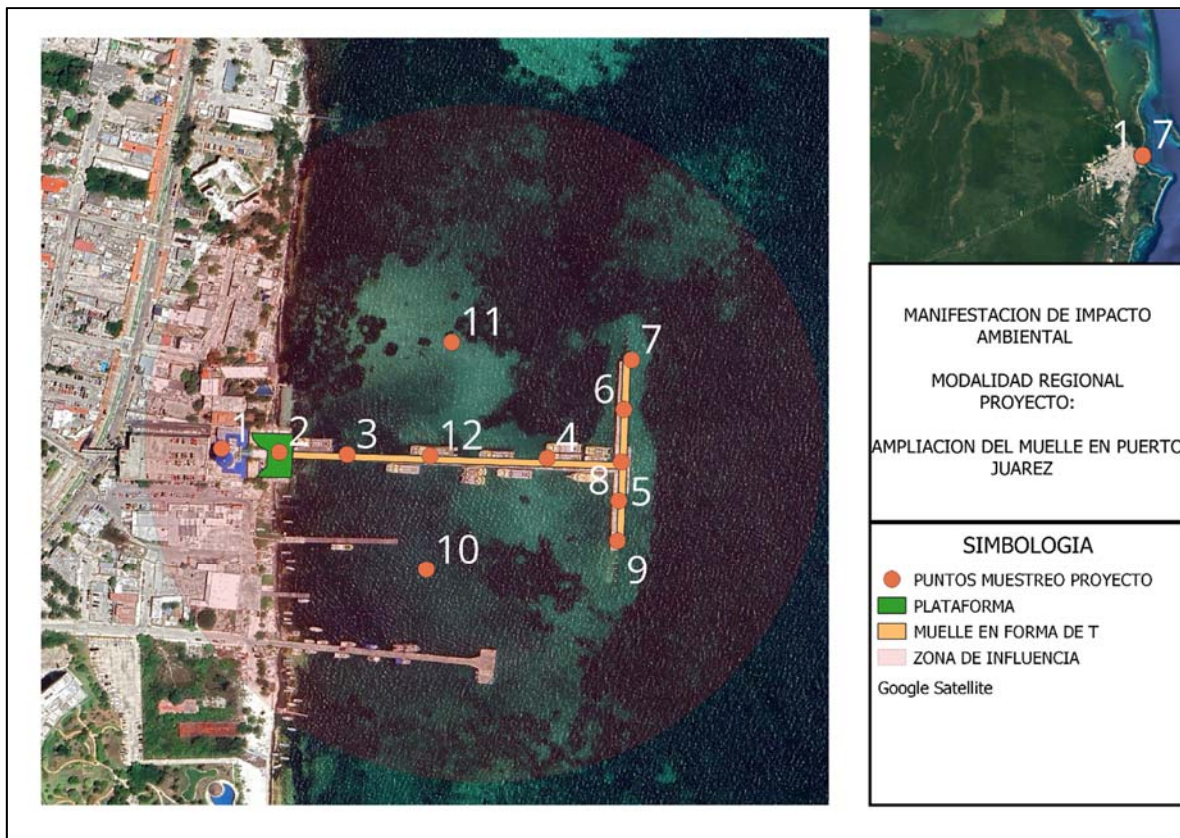 11
7
6
1
2
3
12
4
8
5
10
9
1
7
MANIFESTACION DE IMPACTO
AMBIENTAL
MODALIDAD REGIONAL
PROYECTO:
AMPLIACION DEL MUELLE EN PUERTO
JUAREZ
SIMBOLOGIA
PUNTOS MUESTREO PROYECTO
PLATAFORMA
MUELLE EN FORMA DE T
ZONA DE INFLUENCIA
Google Satellite